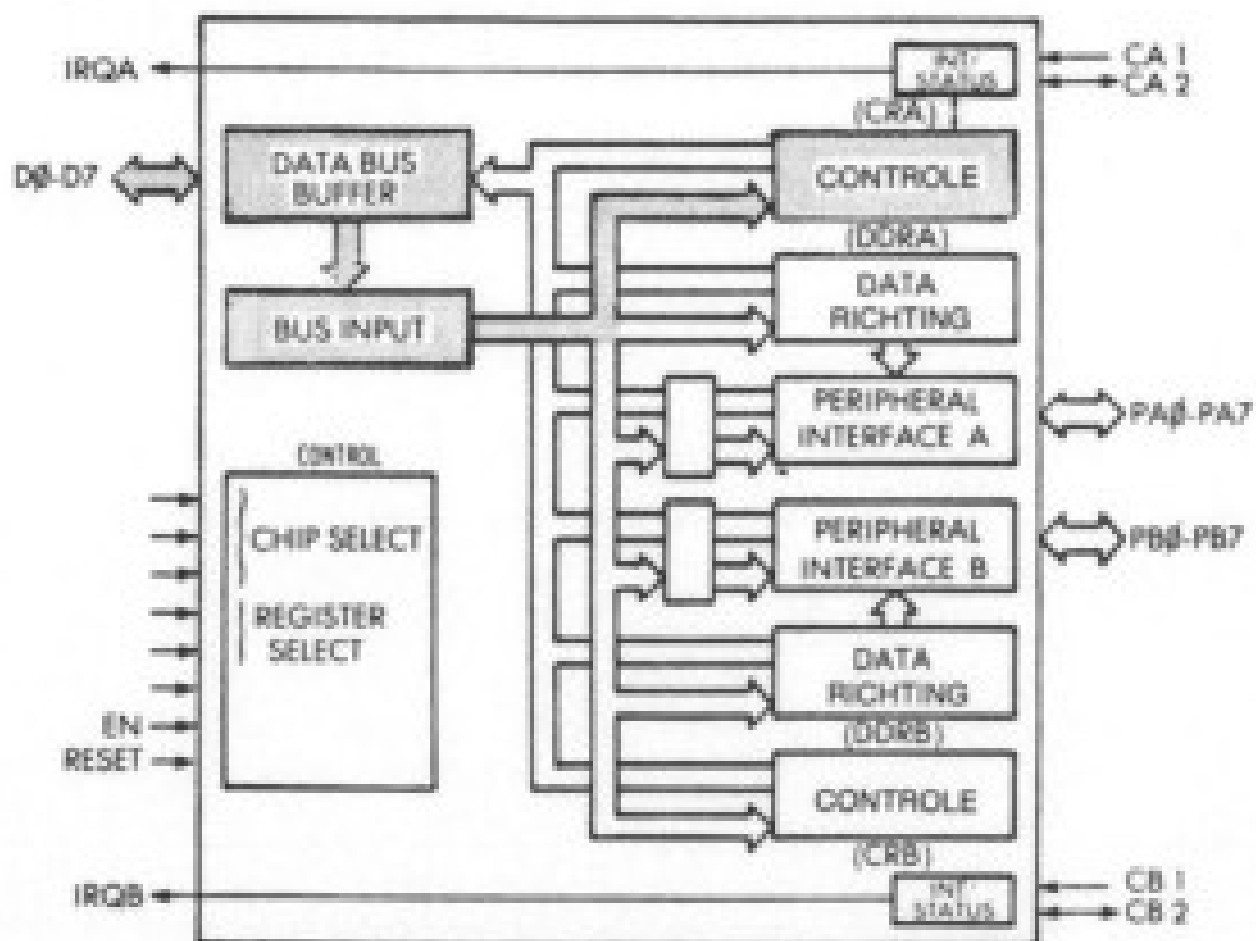 IRQA
INT.
STATUS
CA 1
CA 2
(CRA)
DØ-D7
DATA BUS
BUFFER
CONTROLE
(DDRA)
BUS INPUT
DATA
RICHTING
PERIPHERAL
INTERFACE A
PAØ-PA7
CONTROL
CHIP SELECT
REGISTER
SELECT
EN
RESET
PERIPHERAL
INTERFACE B
PBØ-PB7
DATA
RICHTING
(DDRB)
CONTROLE
(CRB)
IRQB
INT.
STATUS
CB 1
CB 2